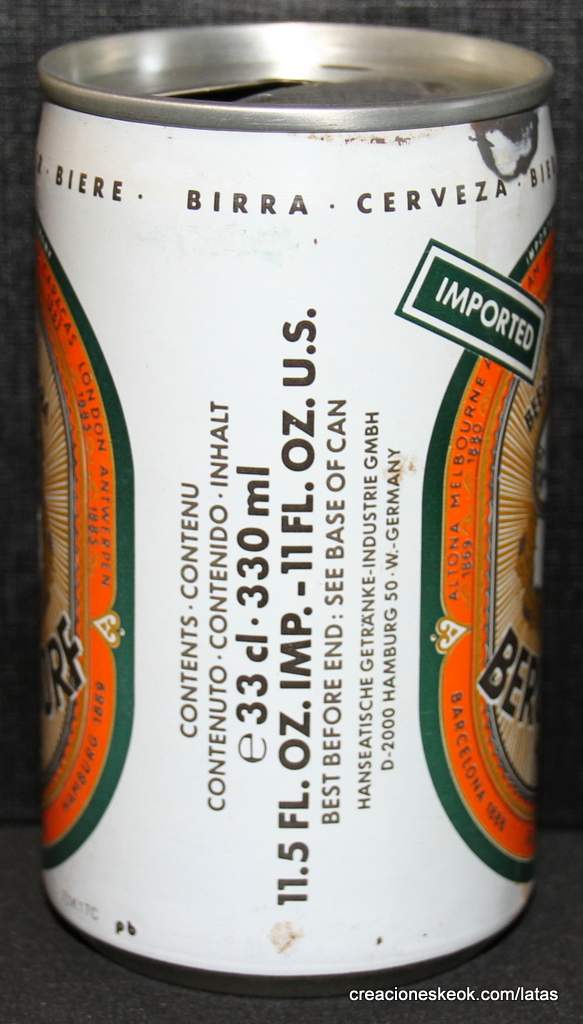 · BIERE · BIRRA · CERVEZA ·
IMPORTED
CARACAS
LONDON ANTWERPEN
1885
HAMBURG 1889
ALTONA MELBOURNE
1869 1880
BARCELONA 1888
CONTENTS · CONTENU
CONTENUTO · CONTENIDO · INHALT
℮ 33 cl · 330 ml
11.5 FL. OZ. IMP. - 11 FL. OZ. U.S.
BEST BEFORE END: SEE BASE OF CAN
HANSEATISCHE GETRÄNKE-INDUSTRIE GMBH
D-2000 HAMBURG 50 · W.-GERMANY
pb
creacioneskeok.com/latas